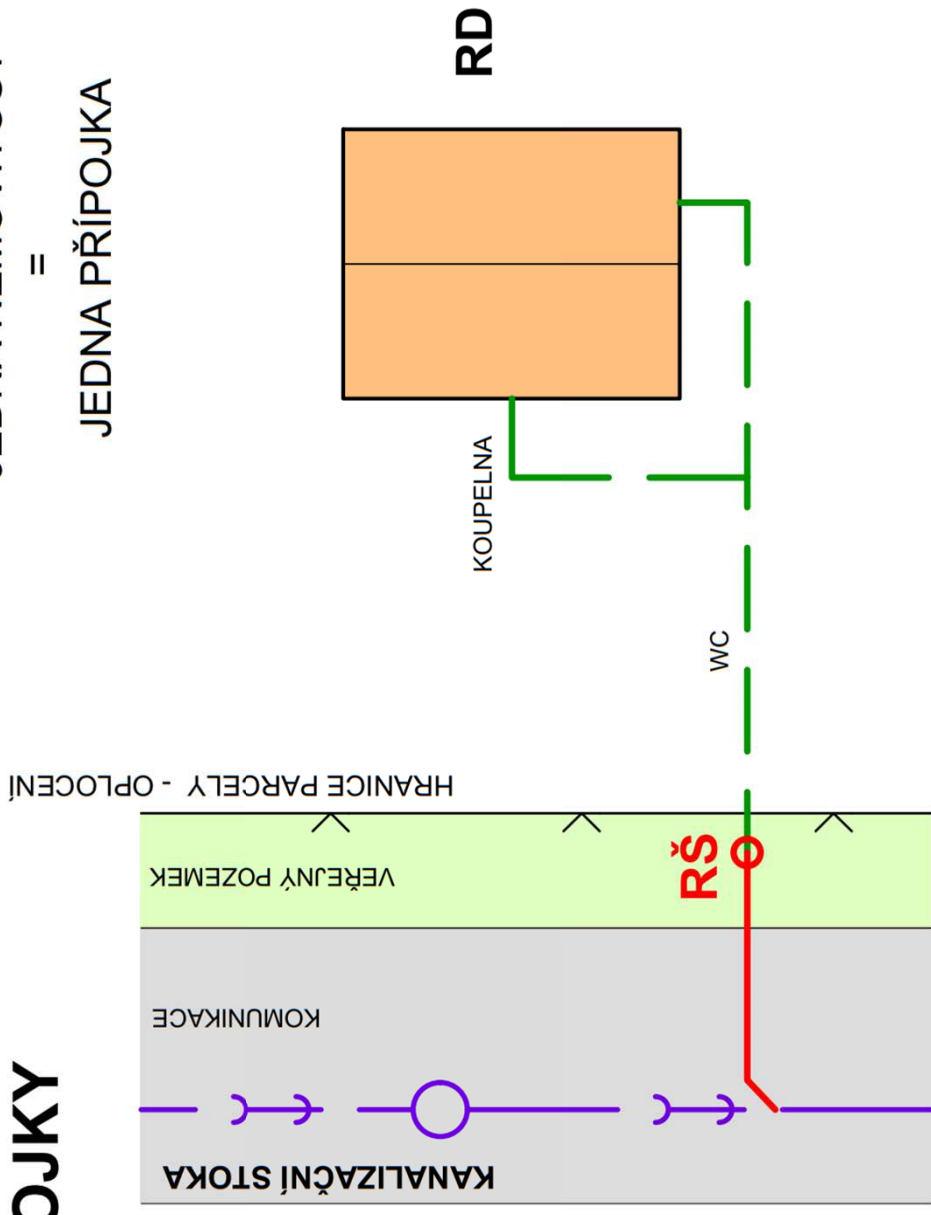 =
JEDNA PŘÍPOJKA
RD
KOUPELNA
WC
HRANICE PARCELY - OPLOCENÍ
VEŘEJNÝ POZEMEK
RŠ
KOMUNIKACE
KANALIZAČNÍ STOKA